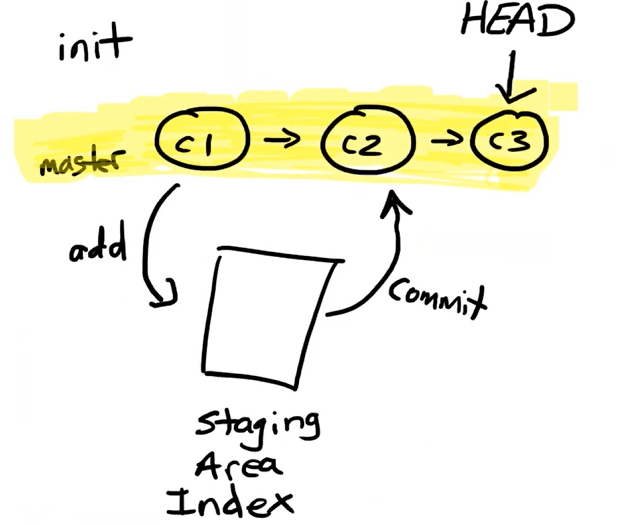 HEAD
init
c1 → c2 → c3
master
add
commit
Staging
Area
Index